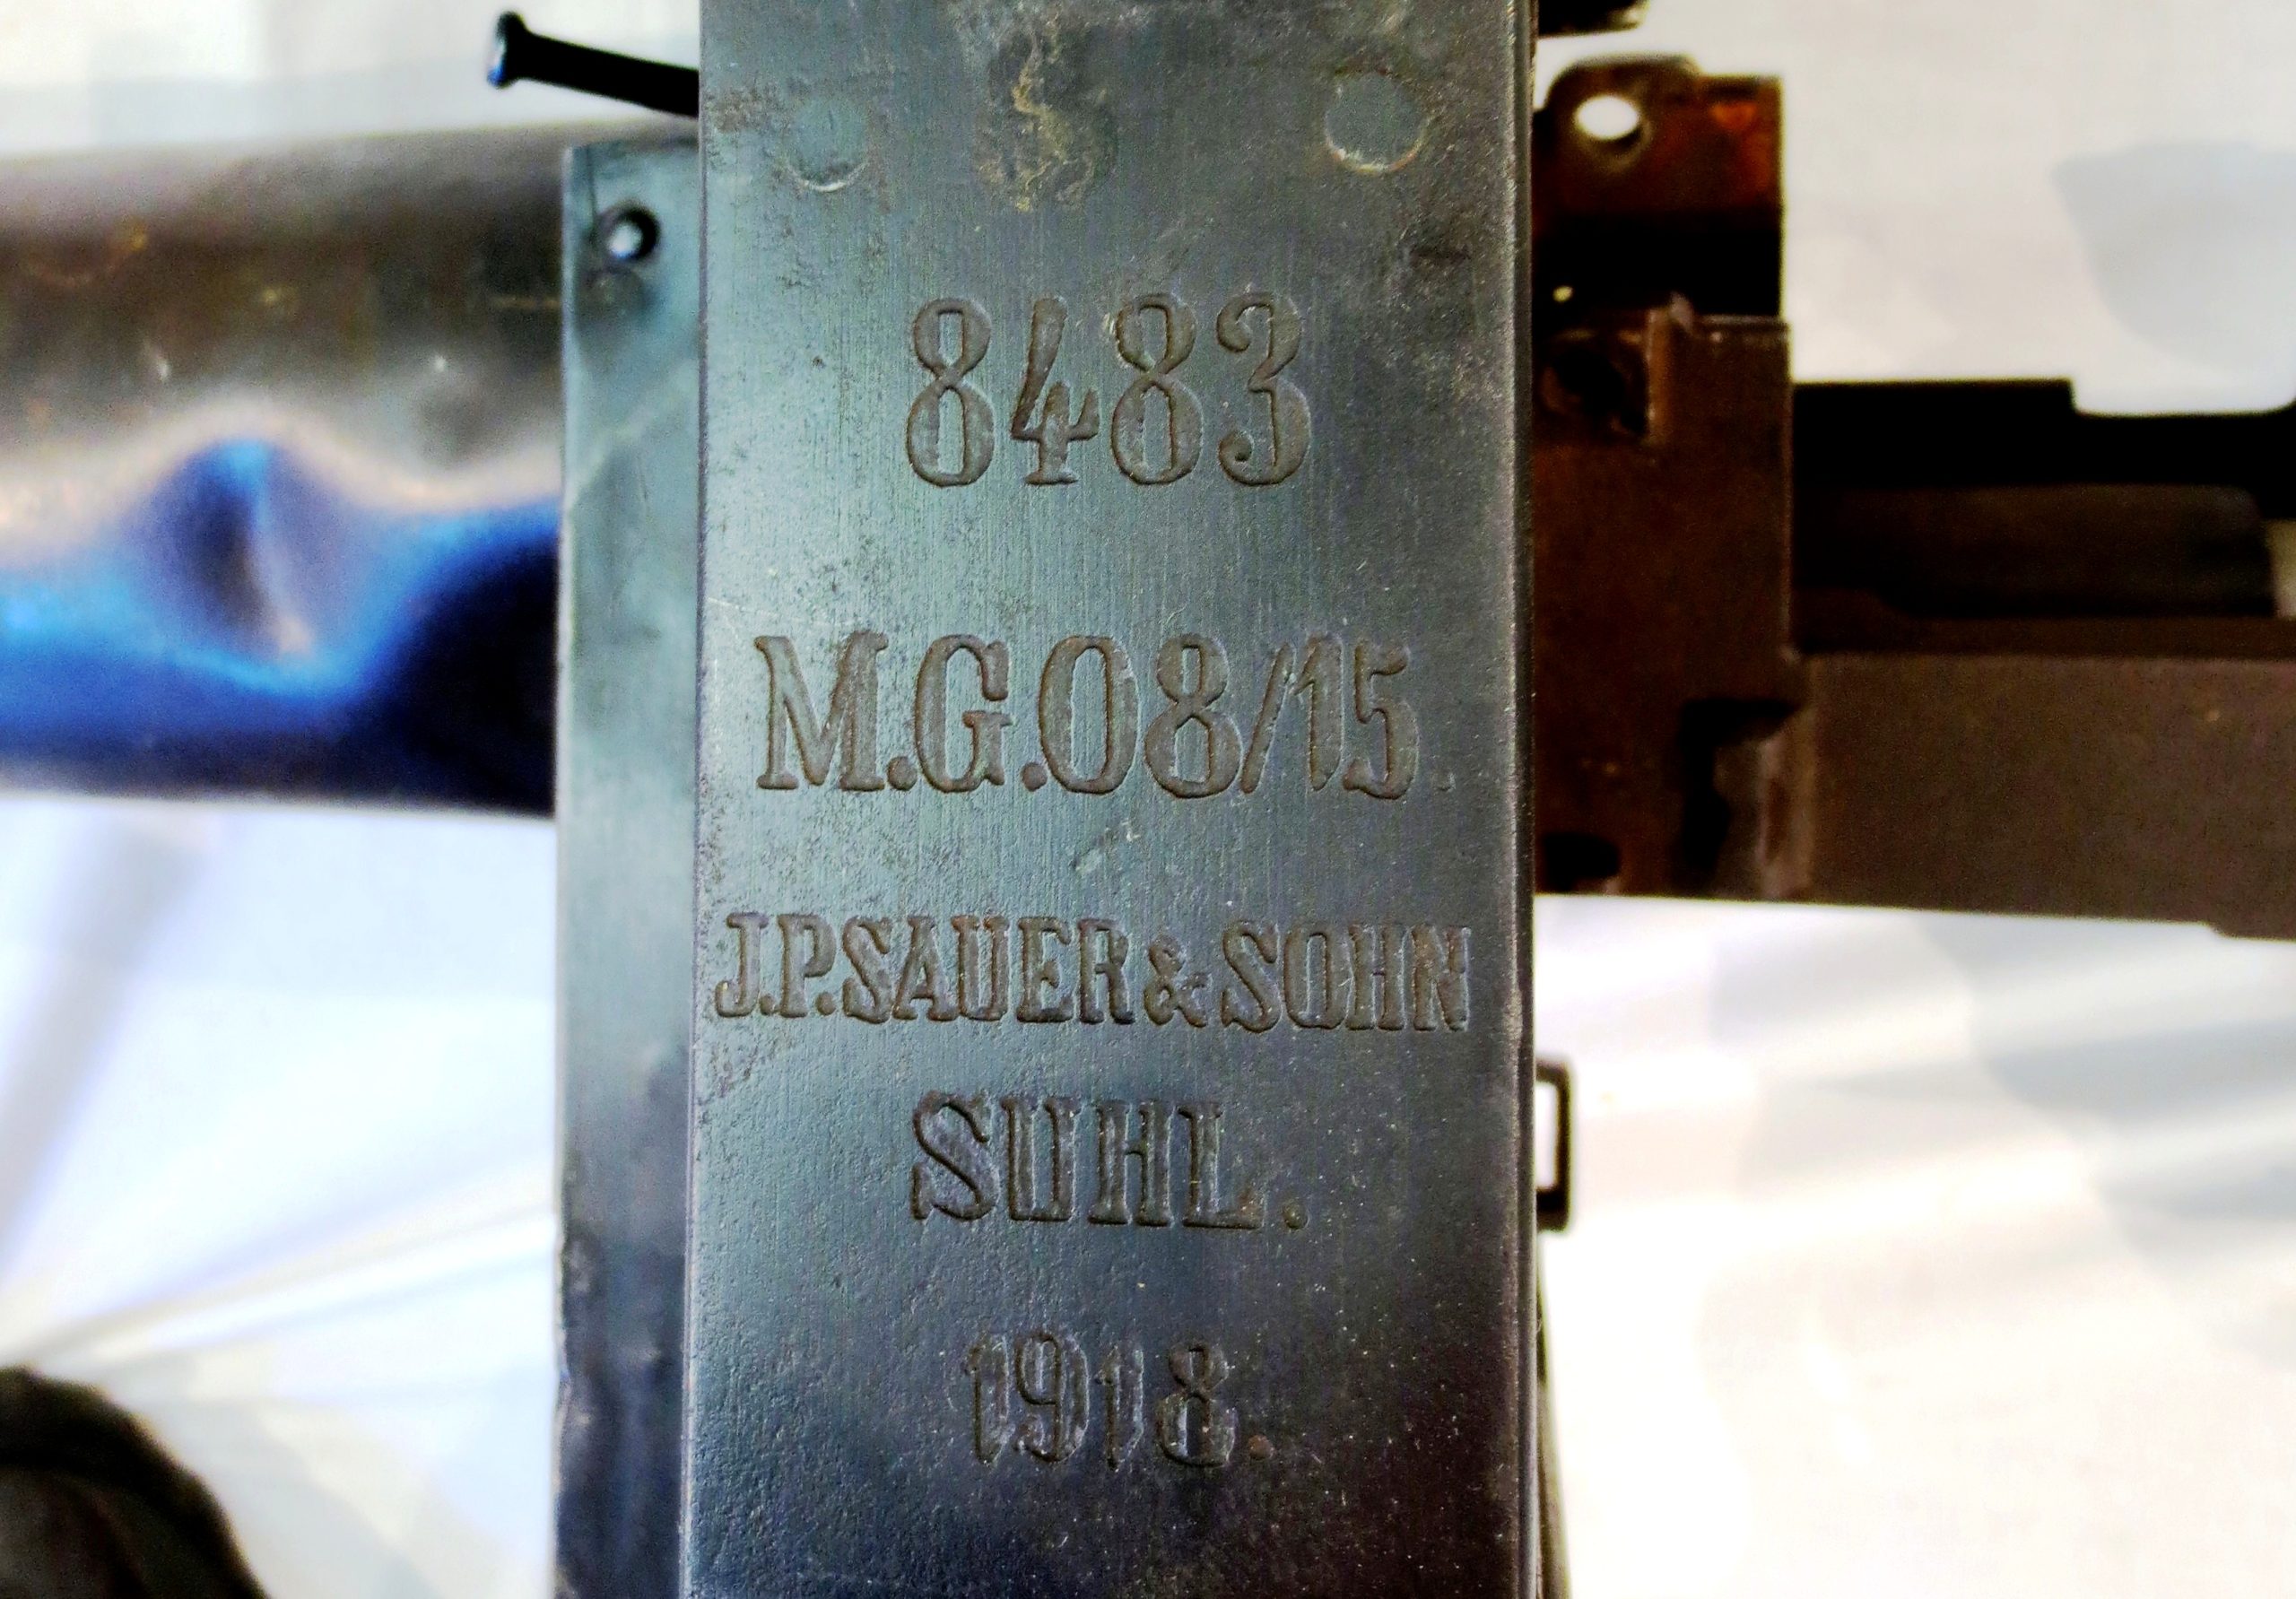 8483
M.G.08/15.
J.P.SAUER & SOHN
SUHL.
1918.